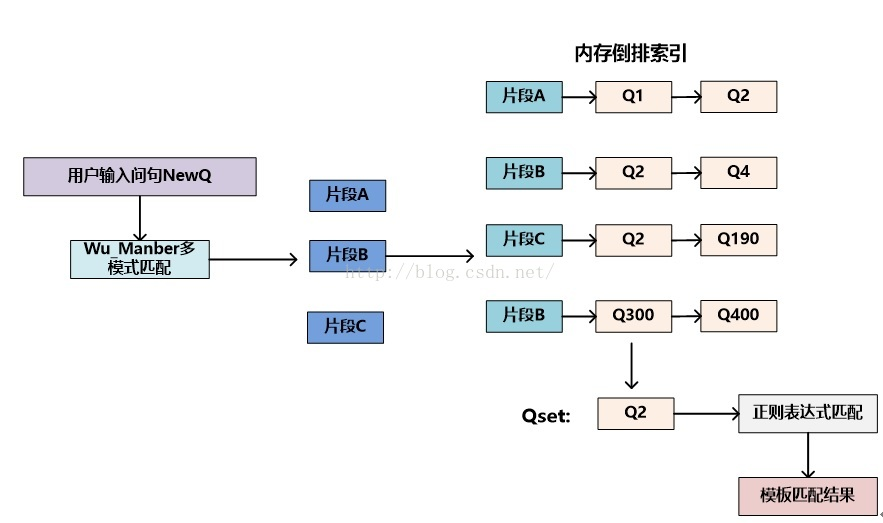 内存倒排索引
片段A
Q1
Q2
用户输入问句NewQ
片段A
片段B
Q2
Q4
Wu_Manber多
模式匹配
片段B
片段C
Q2
Q190
http://blog.csdn.net/
片段C
片段B
Q300
Q400
Qset:
Q2
正则表达式匹配
模板匹配结果